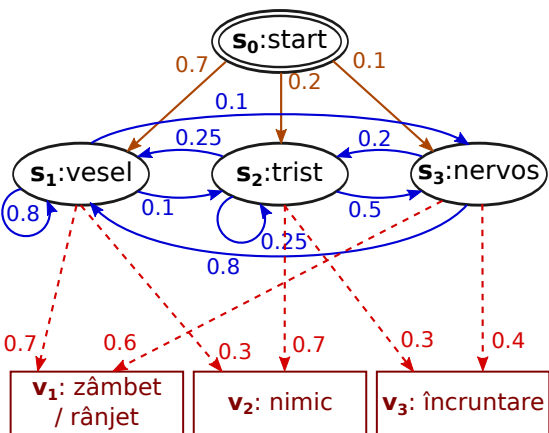 s0:start
0.7
0.2
0.1
0.1
0.25
0.2
s1:vesel
s2:trist
s3:nervos
0.8
0.1
0.25
0.5
0.8
0.7
0.6
0.3
0.7
0.3
0.4
v1: zâmbet
/ rânjet
v2: nimic
v3: încruntare